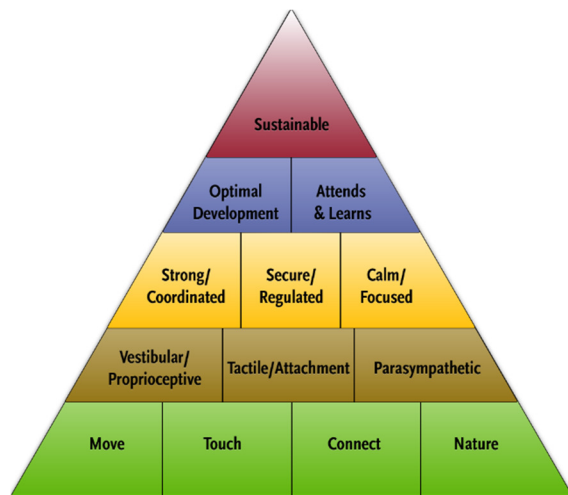 Sustainable
Optimal
Development
Attends
& Learns
Strong/
Coordinated
Secure/
Regulated
Calm/
Focused
Vestibular/
Proprioceptive
Tactile/Attachment
Parasympathetic
Move
Touch
Connect
Nature